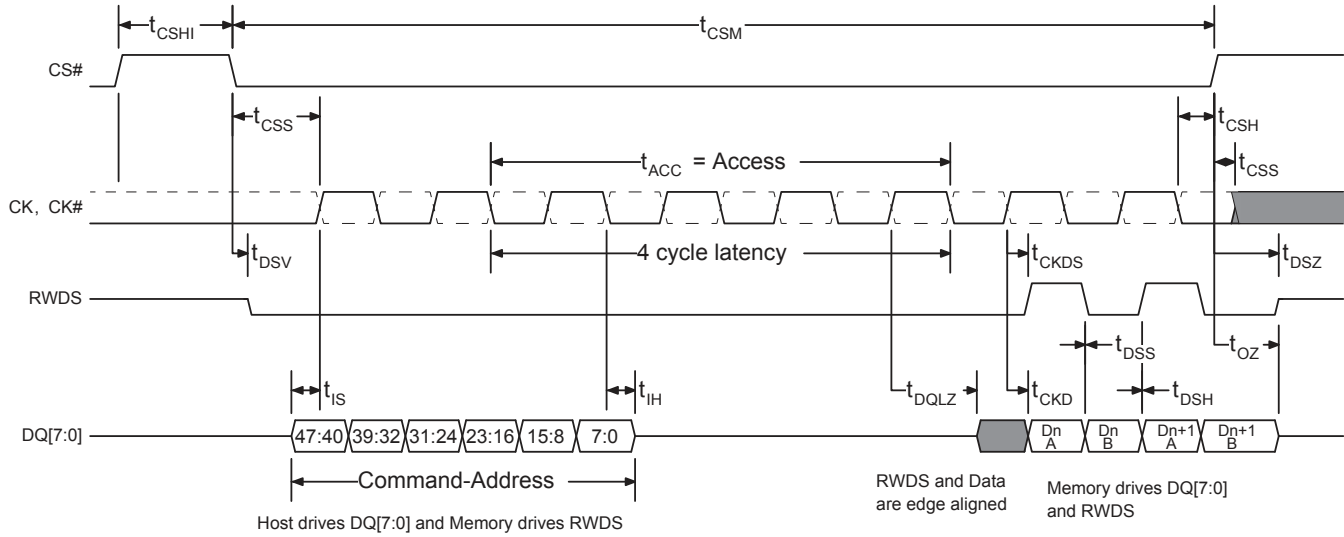 tCSHI
tCSM
CS#
tCSS
tCSH
tACC = Access
tCSS
CK, CK#
tDSV
4 cycle latency
tCKDS
tDSZ
RWDS
tDSS
tOZ
tIS
tIH
tDQLZ
tCKD
tDSH
DQ[7:0]
47:40 39:32 31:24 23:16 15:8 7:0
Dn A
Dn B
Dn+1 A
Dn+1 B
Command-Address
RWDS and Data
are edge aligned
Memory drives DQ[7:0]
and RWDS
Host drives DQ[7:0] and Memory drives RWDS